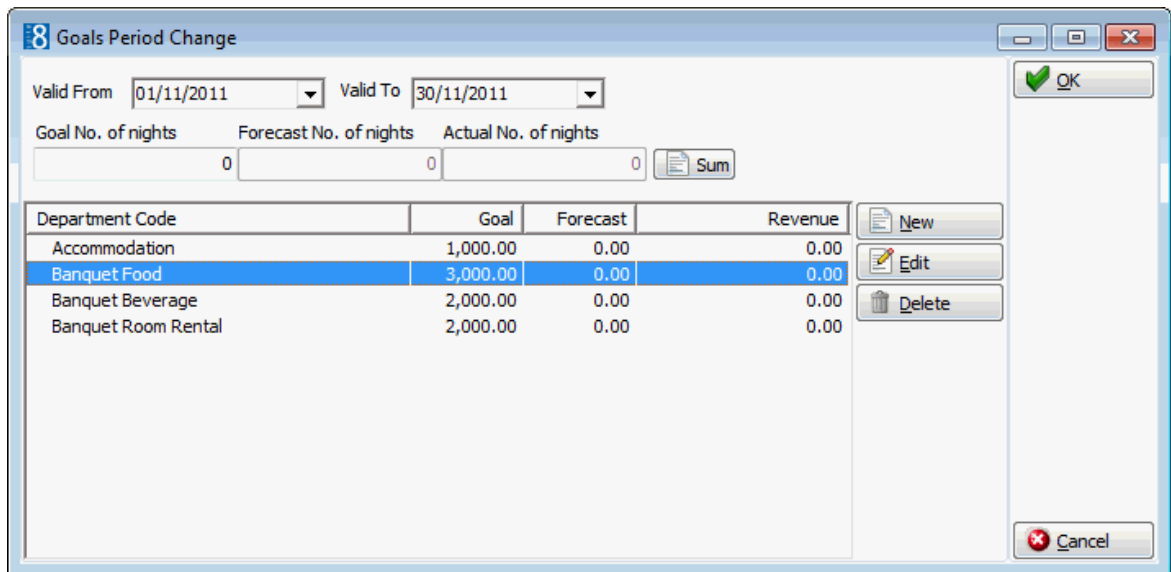 8 Goals Period Change
Valid From 01/11/2011 Valid To 30/11/2011 OK
Goal No. of nights Forecast No. of nights Actual No. of nights
0 0 0 Sum
Department Code Goal Forecast Revenue New
Accommodation 1,000.00 0.00 0.00
Banquet Food 3,000.00 0.00 0.00 Edit
Banquet Beverage 2,000.00 0.00 0.00 Delete
Banquet Room Rental 2,000.00 0.00 0.00
Cancel